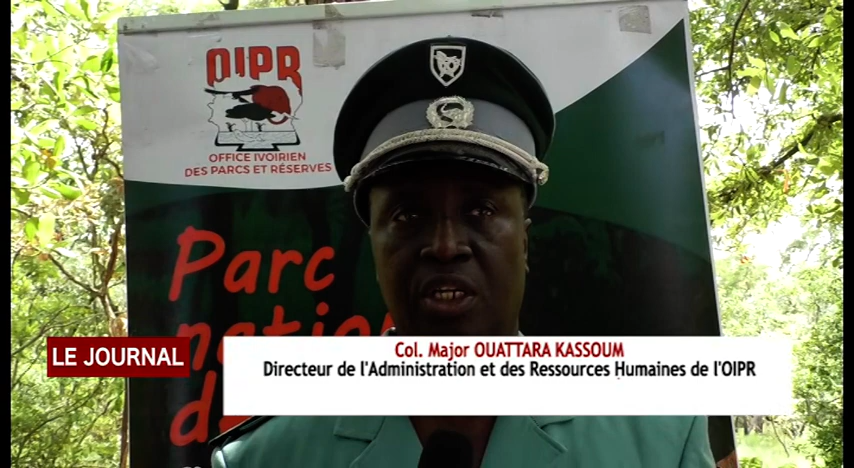 OIPR
OFFICE IVOIRIEN
DES PARCS ET RÉSERVES
Parc
LE JOURNAL
Col. Major OUATTARA KASSOUM
Directeur de l'Administration et des Ressources Humaines de l'OIPR